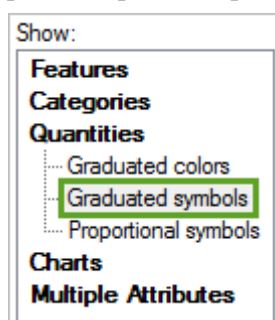 Show:
Features
Categories
Quantities
Graduated colors
Graduated symbols
Proportional symbols
Charts
Multiple Attributes